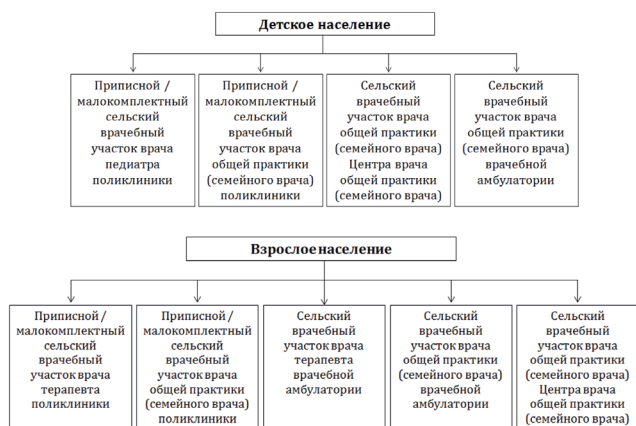 Детское население
Приписной /
малокомплектный
сельский
врачебный
участок врача
педиатра
поликлиники
Приписной /
малокомплектный
сельский
врачебный
участок врача
общей практики
(семейного врача)
поликлиники
Сельский
врачебный
участок врача
общей практики
(семейного врача)
Центра врача
общей практики
(семейного врача)
Сельский
врачебный
участок врача
общей практики
(семейного врача)
врачебной
амбулатории
Взрослое население
Приписной /
малокомплектный
сельский
врачебный
участок врача
терапевта
поликлиники
Приписной /
малокомплектный
сельский
врачебный
участок врача
общей практики
(семейного врача)
поликлиники
Сельский
врачебный
участок врача
терапевта
врачебной
амбулатории
Сельский
врачебный
участок врача
общей практики
(семейного врача)
врачебной
амбулатории
Сельский
врачебный
участок врача
общей практики
(семейного врача)
Центра врача
общей практики
(семейного врача)